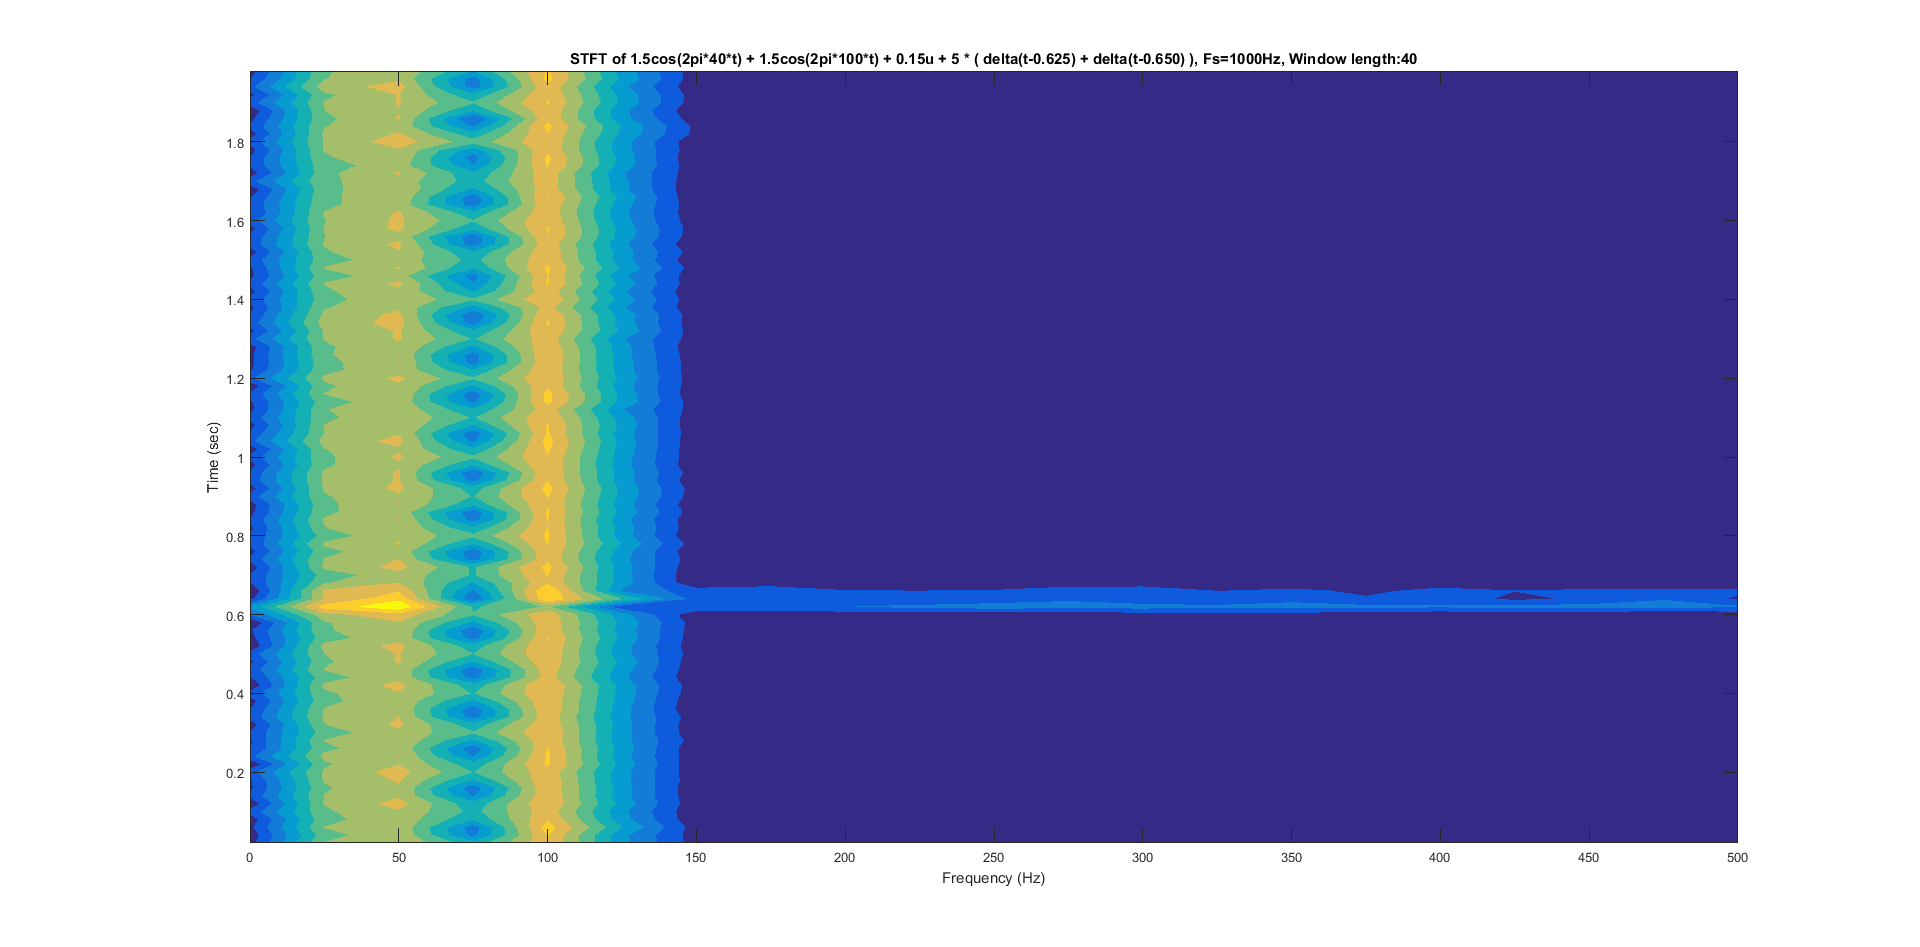 STFT of 1.5cos(2pi*40*t) + 1.5cos(2pi*100*t) + 0.15u + 5 * ( delta(t-0.625) + delta(t-0.650) ), Fs=1000Hz, Window length:40
1.8
1.6
1.4
1.2
1
0.8
0.6
0.4
0.2
Time (sec)
0 50 100 150 200 250 300 350 400 450 500
Frequency (Hz)